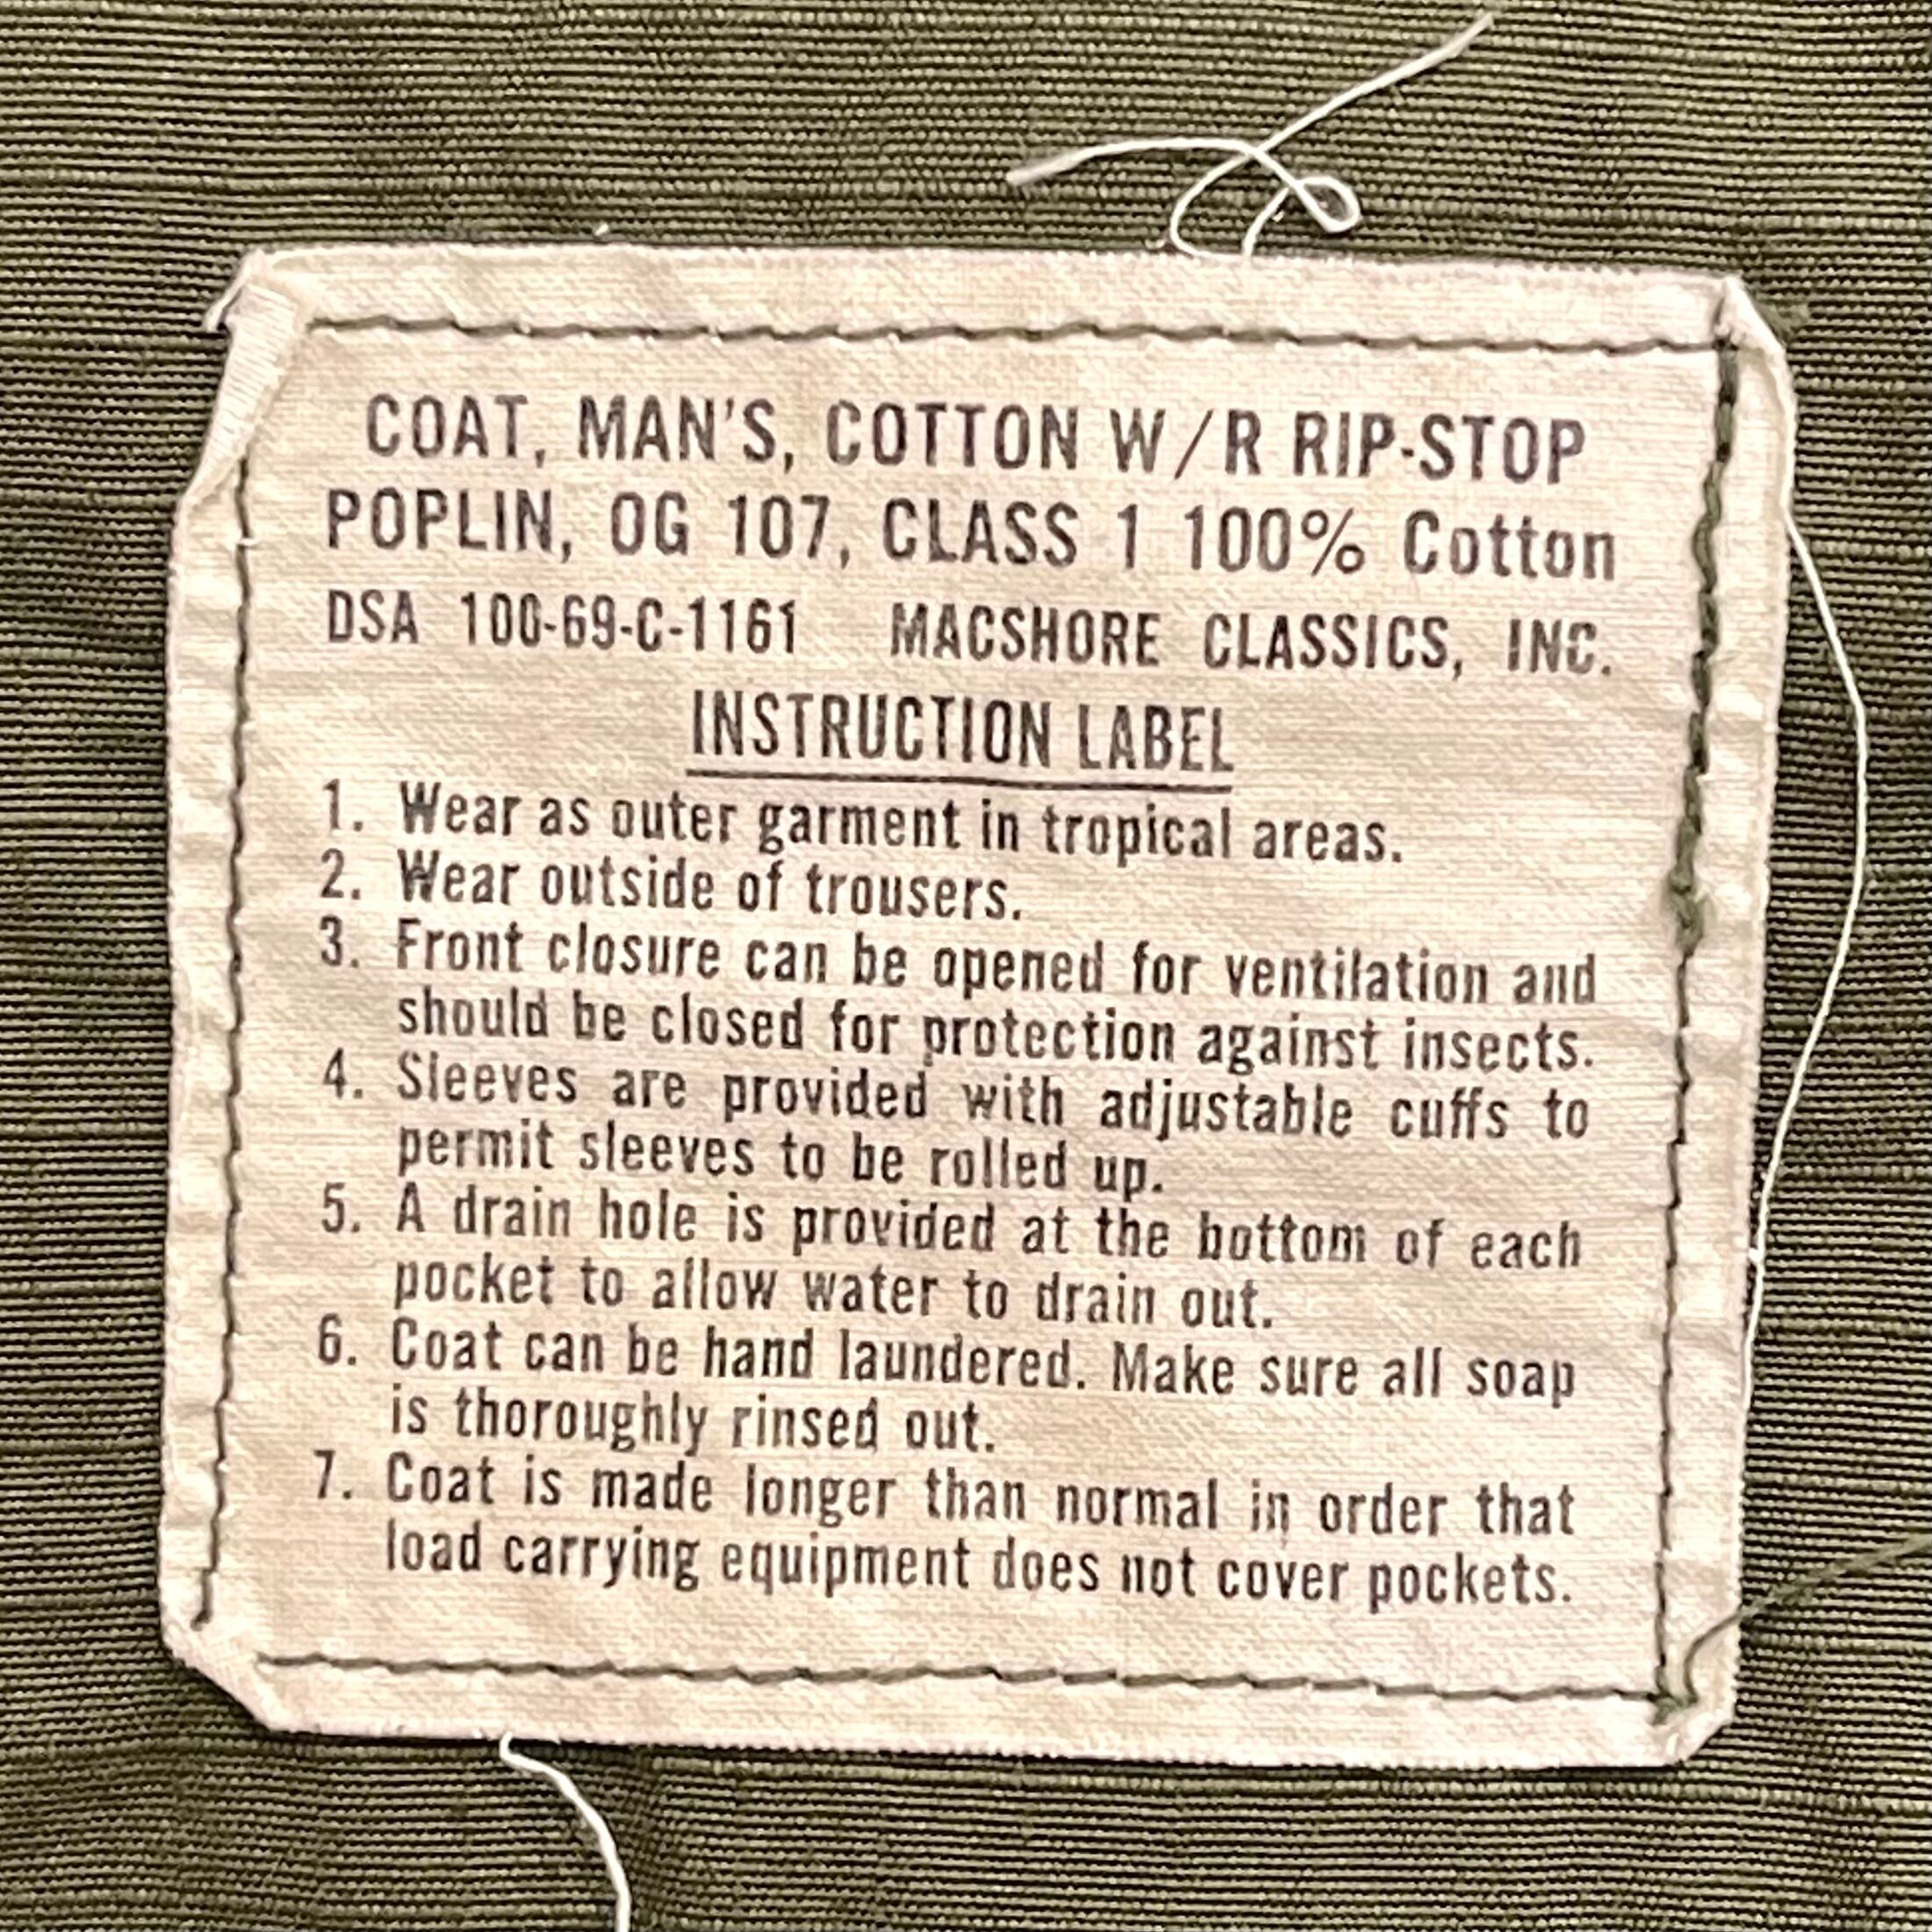 COAT, MAN'S, COTTON W/R RIP-STOP
POPLIN, OG 107, CLASS 1 100% Cotton
DSA 100-69-C-1161 MACSHORE CLASSICS, INC.
INSTRUCTION LABEL
1. Wear as outer garment in tropical areas.
2. Wear outside of trousers.
3. Front closure can be opened for ventilation and
should be closed for protection against insects.
4. Sleeves are provided with adjustable cuffs to
permit sleeves to be rolled up.
5. A drain hole is provided at the bottom of each
pocket to allow water to drain out.
6. Coat can be hand laundered. Make sure all soap
is thoroughly rinsed out.
7. Coat is made longer than normal in order that
load carrying equipment does not cover pockets.